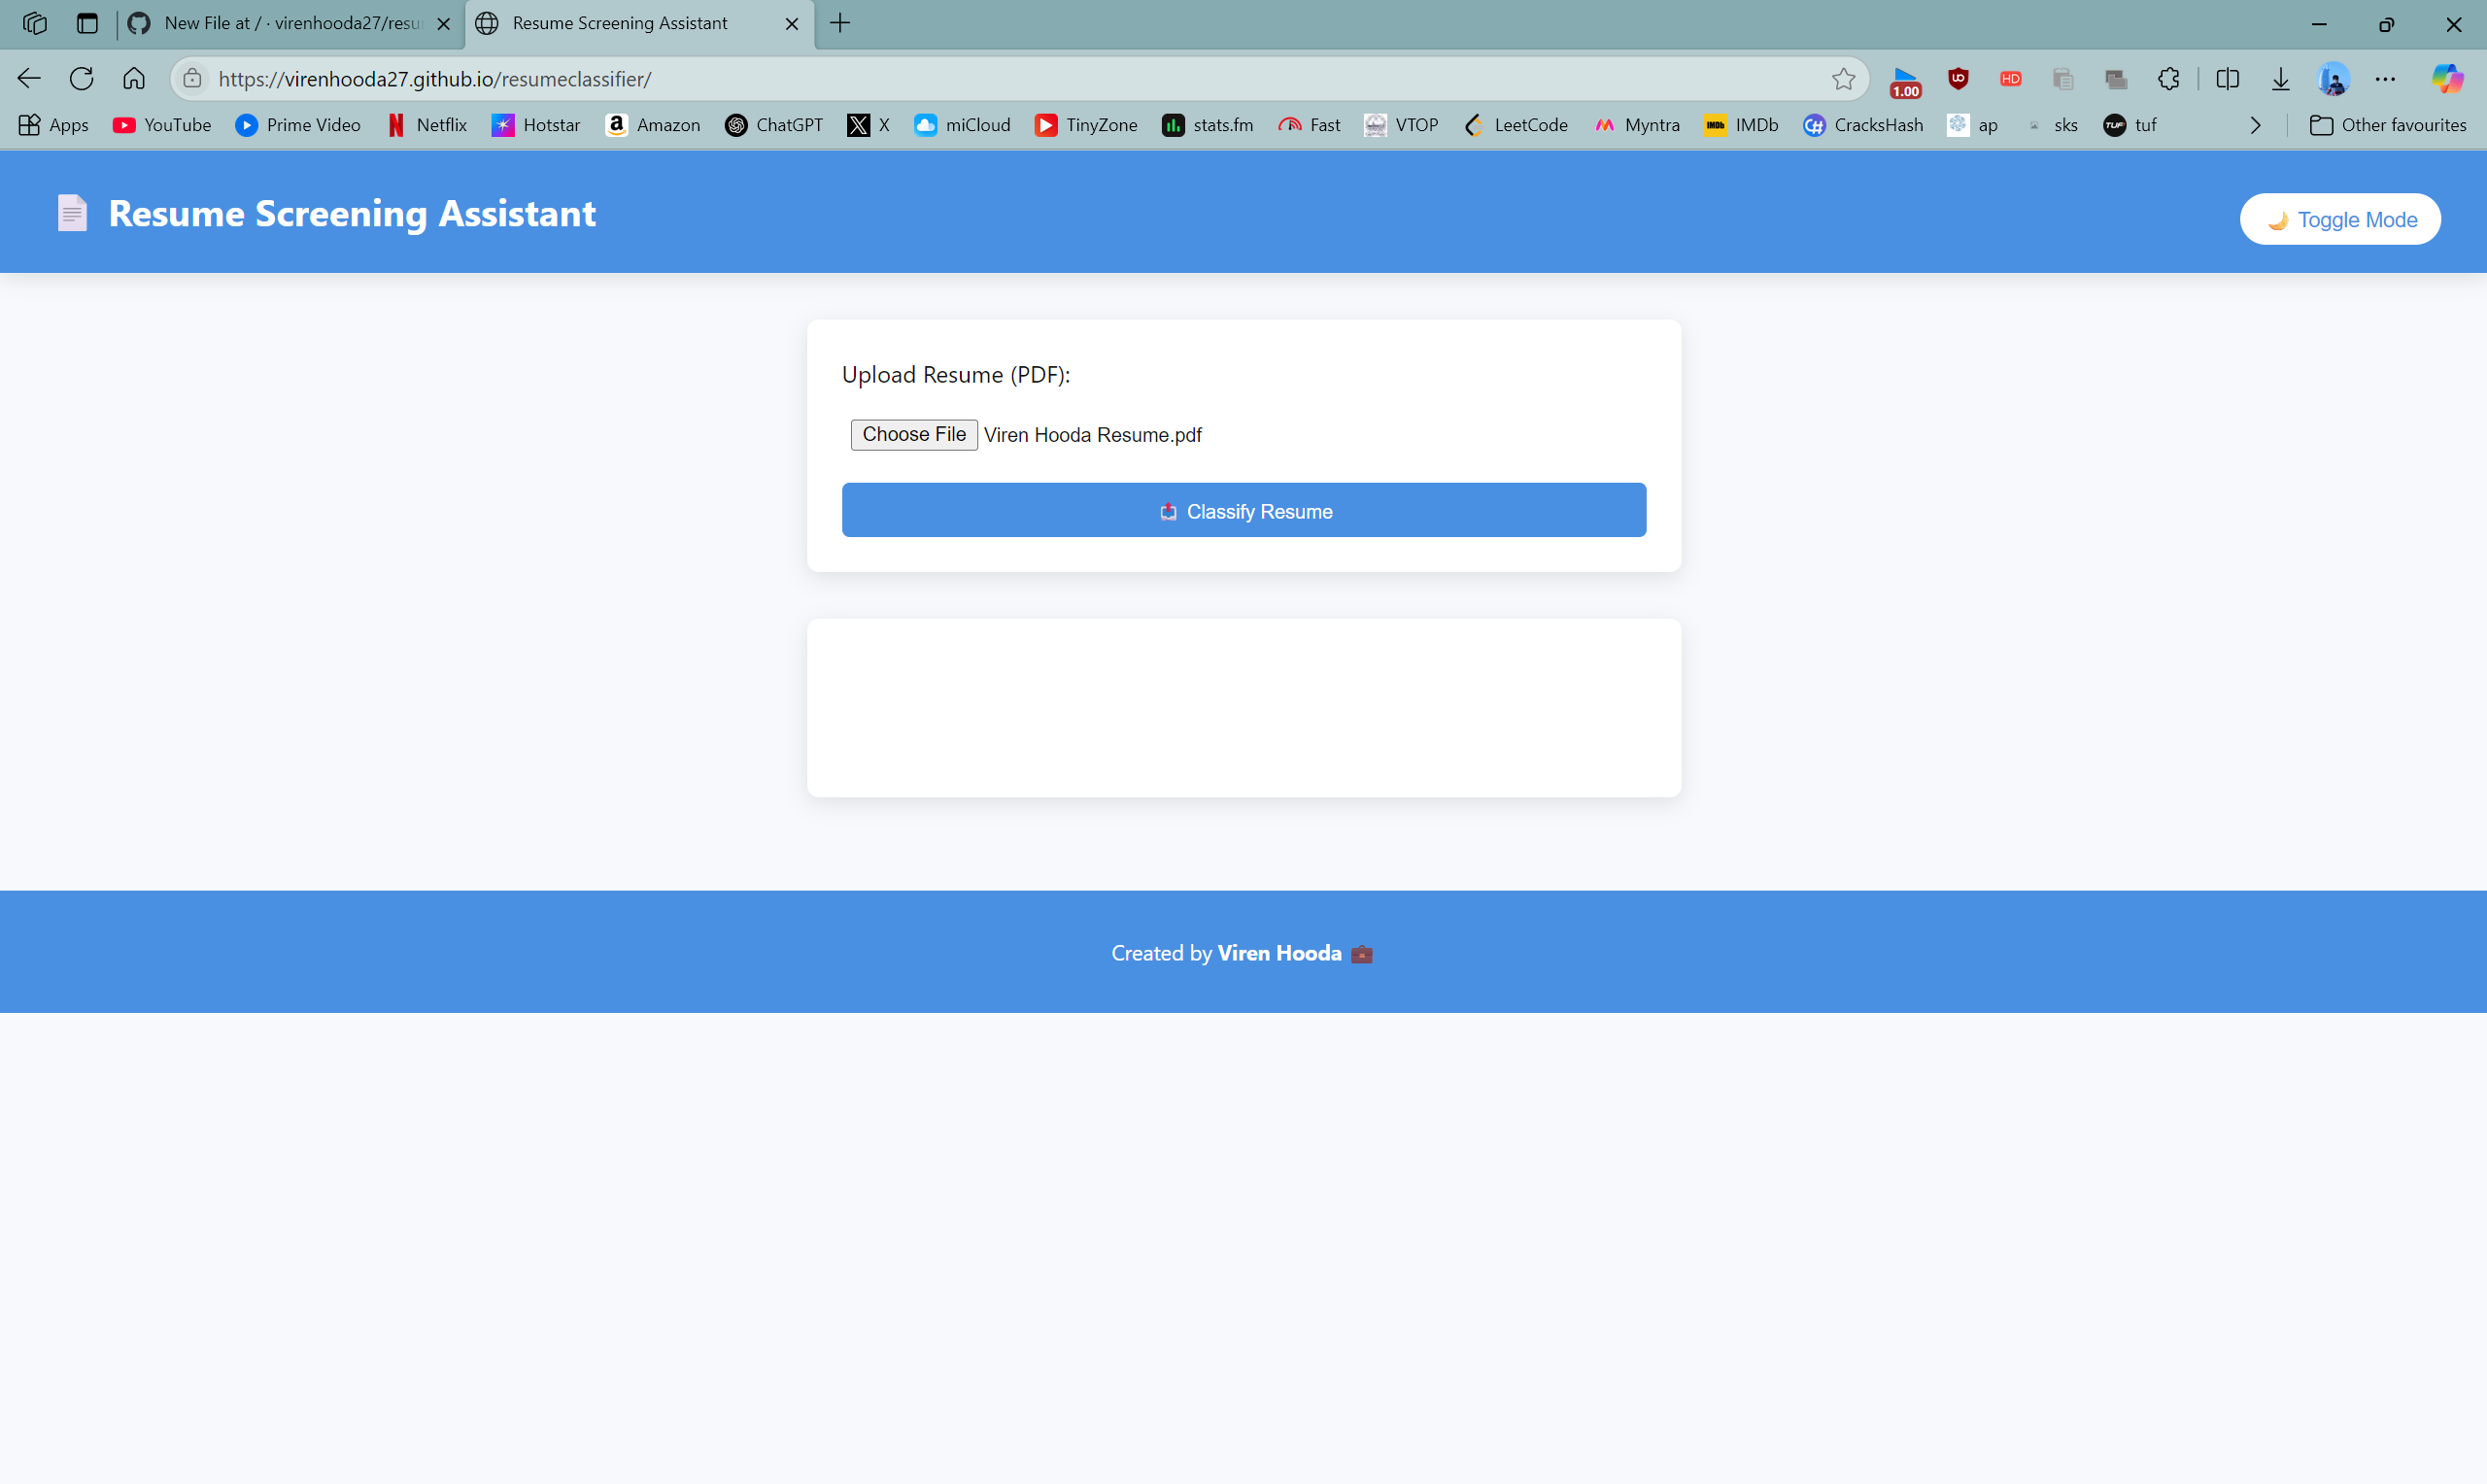 New File at / · virenhooda27/resu
Resume Screening Assistant
https://virenhooda27.github.io/resumeclassifier/
HD
1.00
Apps
YouTube
Prime Video
Netflix
Hotstar
Amazon
ChatGPT
X
miCloud
TinyZone
stats.fm
Fast
VTOP
LeetCode
Myntra
IMDb
CracksHash
ap
sks
tuf
Other favourites
Resume Screening Assistant
Toggle Mode
Upload Resume (PDF):
Choose File Viren Hooda Resume.pdf
Classify Resume
Created by Viren Hooda